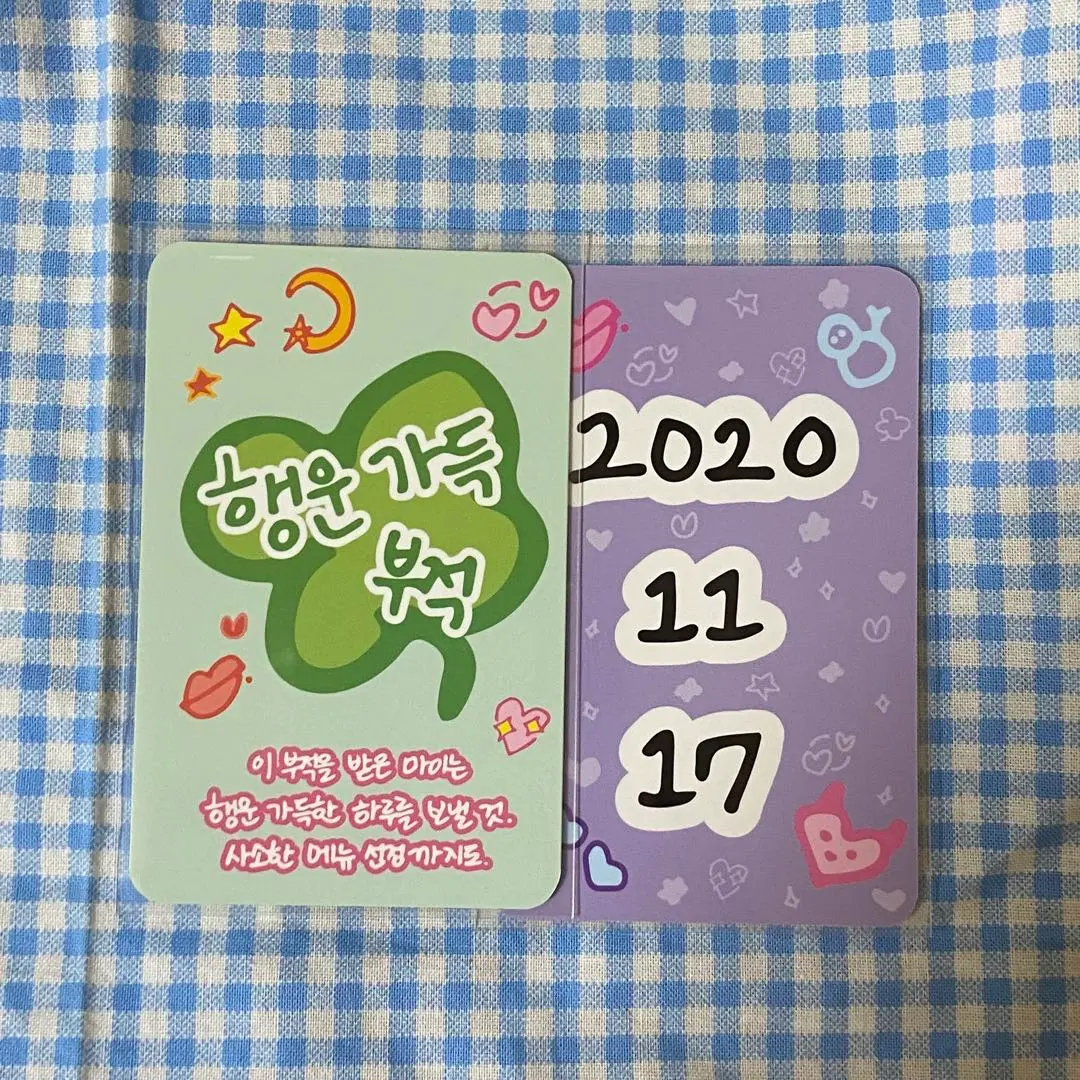 행운 가득
부적
이 부적을 받은 마이는
행운 가득한 하루를 보낼 것.
사소한 메뉴 선정까지도.
2020
11
17